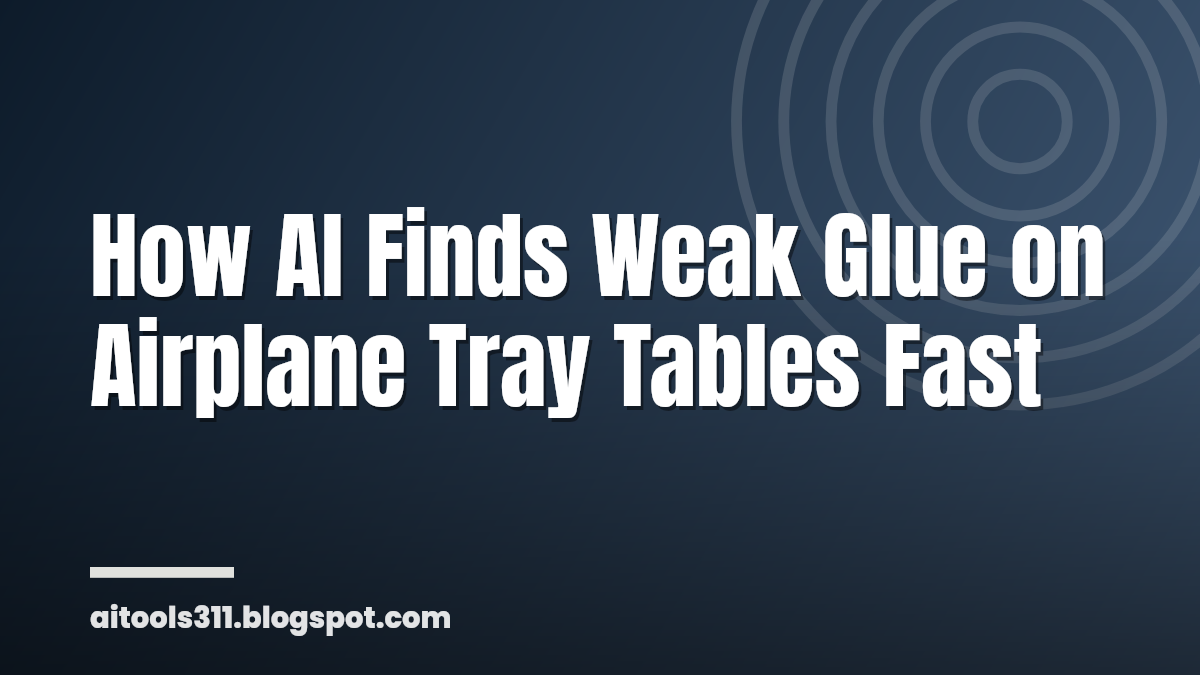 How AI Finds Weak Glue on
Airplane Tray Tables Fast
aitools311.blogspot.com